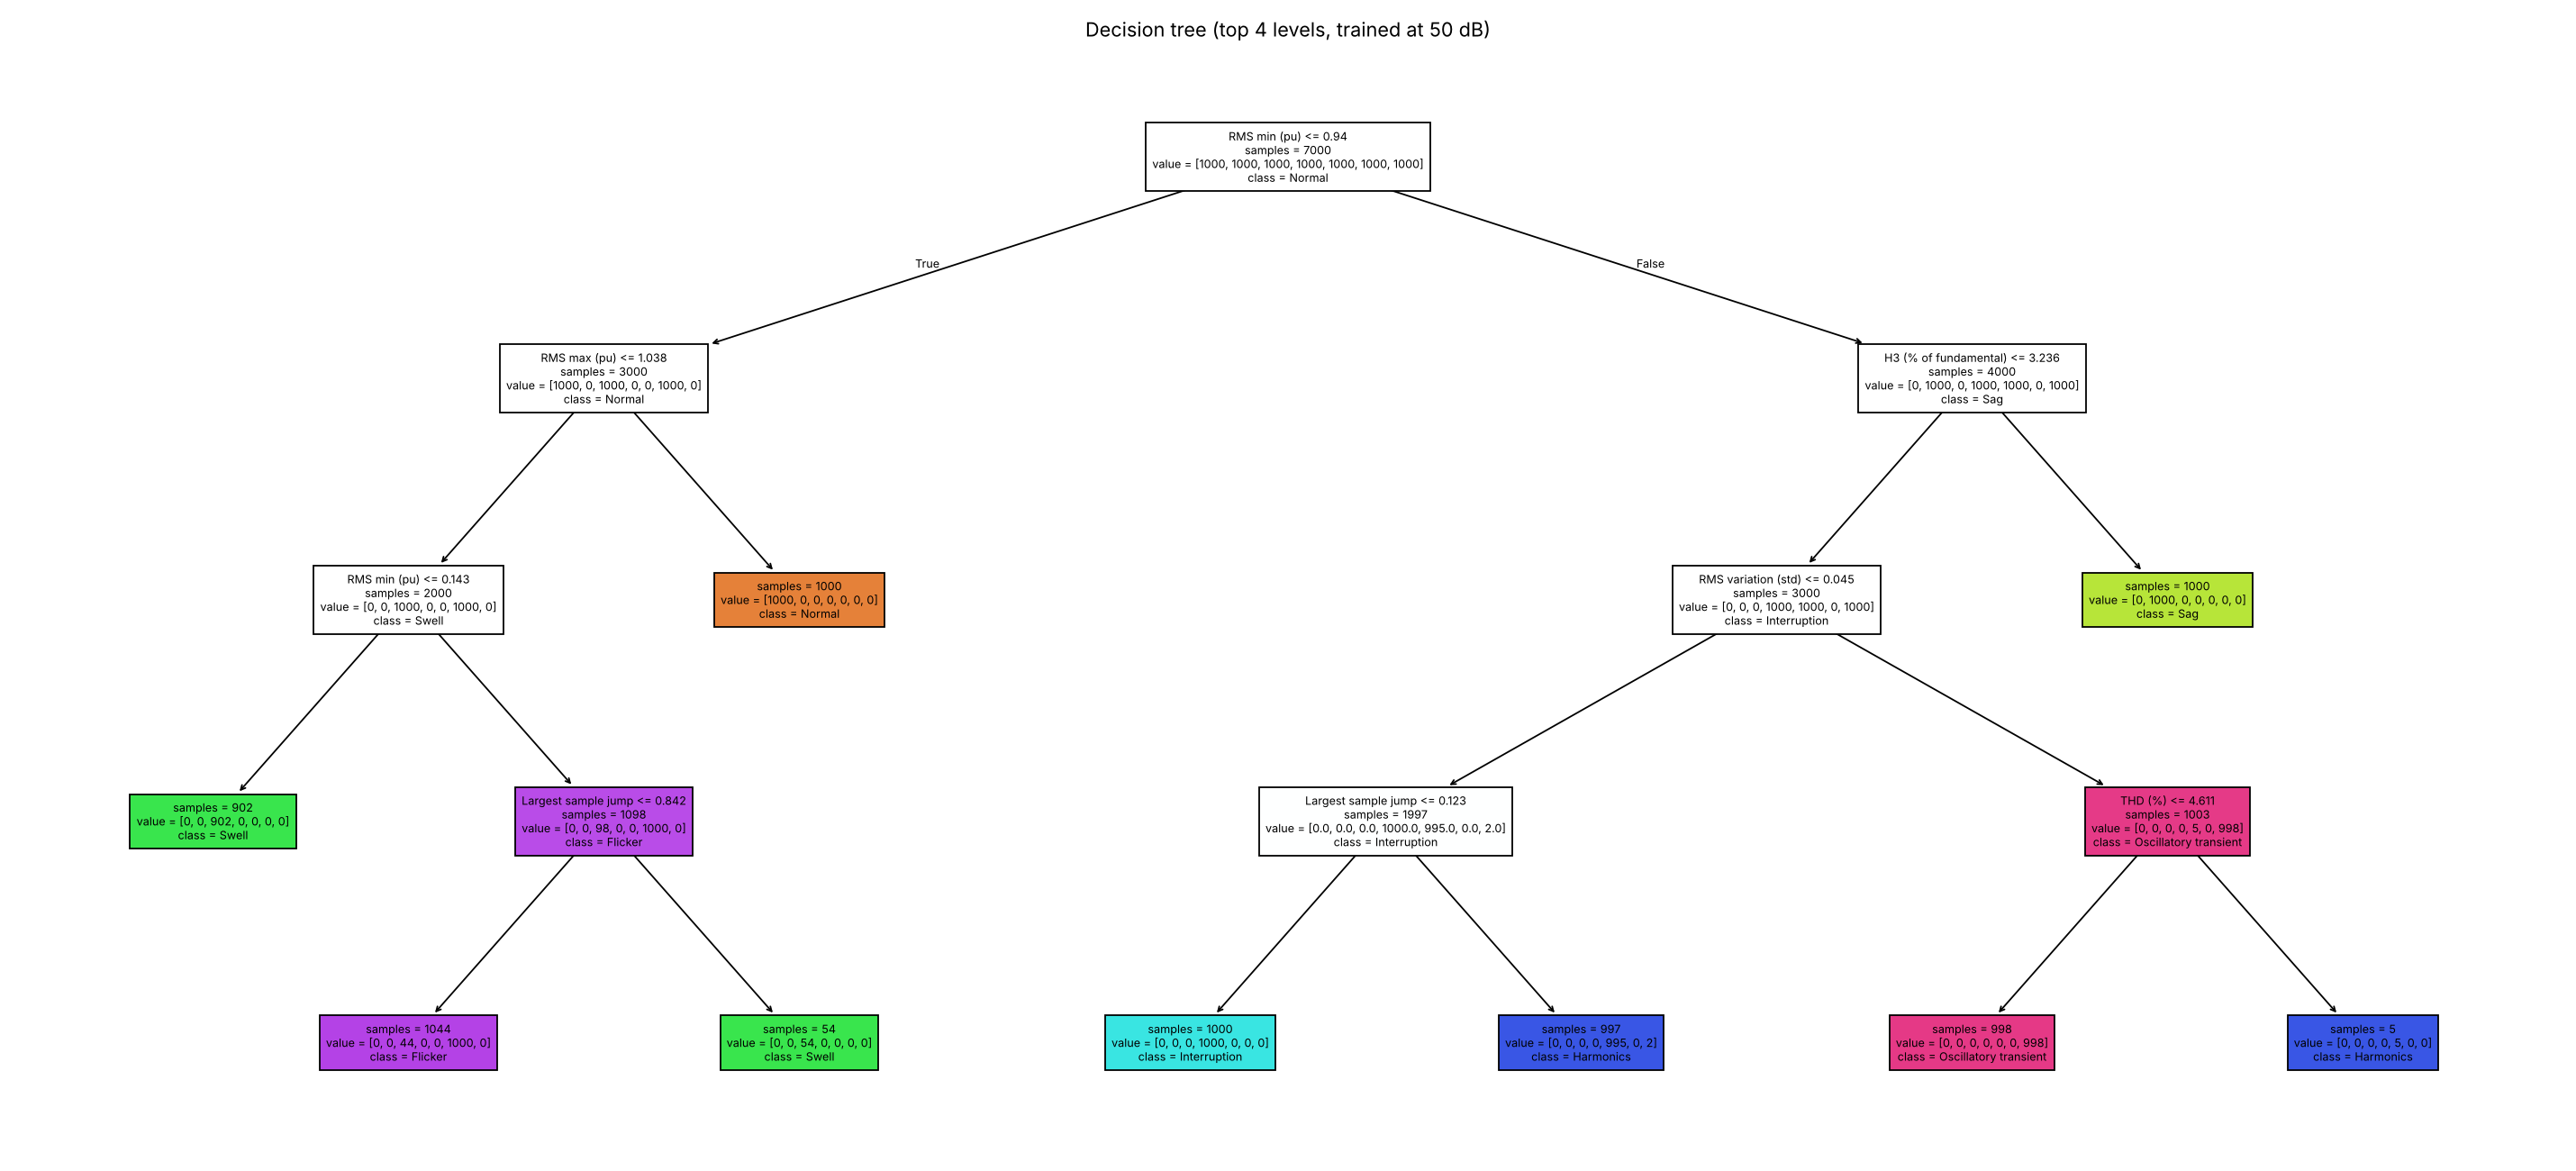 Decision tree (top 4 levels, trained at 50 dB)
RMS min (pu) <= 0.94
samples = 7000
value = [1000, 1000, 1000, 1000, 1000, 1000, 1000]
class = Normal
True
False
RMS max (pu) <= 1.038
samples = 3000
value = [1000, 0, 1000, 0, 0, 1000, 0]
class = Normal
H3 (% of fundamental) <= 3.236
samples = 4000
value = [0, 1000, 0, 1000, 1000, 0, 1000]
class = Sag
RMS min (pu) <= 0.143
samples = 2000
value = [0, 0, 1000, 0, 0, 1000, 0]
class = Swell
samples = 1000
value = [1000, 0, 0, 0, 0, 0, 0]
class = Normal
RMS variation (std) <= 0.045
samples = 3000
value = [0, 0, 0, 1000, 1000, 0, 1000]
class = Interruption
samples = 1000
value = [0, 1000, 0, 0, 0, 0, 0]
class = Sag
samples = 902
value = [0, 0, 902, 0, 0, 0, 0]
class = Swell
Largest sample jump <= 0.842
samples = 1098
value = [0, 0, 98, 0, 0, 1000, 0]
class = Flicker
Largest sample jump <= 0.123
samples = 1997
value = [0.0, 0.0, 0.0, 1000.0, 995.0, 0.0, 2.0]
class = Interruption
THD (%) <= 4.611
samples = 1003
value = [0, 0, 0, 0, 5, 0, 998]
class = Oscillatory transient
samples = 1044
value = [0, 0, 44, 0, 0, 1000, 0]
class = Flicker
samples = 54
value = [0, 0, 54, 0, 0, 0, 0]
class = Swell
samples = 1000
value = [0, 0, 0, 1000, 0, 0, 0]
class = Interruption
samples = 997
value = [0, 0, 0, 0, 995, 0, 2]
class = Harmonics
samples = 998
value = [0, 0, 0, 0, 0, 0, 998]
class = Oscillatory transient
samples = 5
value = [0, 0, 0, 0, 5, 0, 0]
class = Harmonics